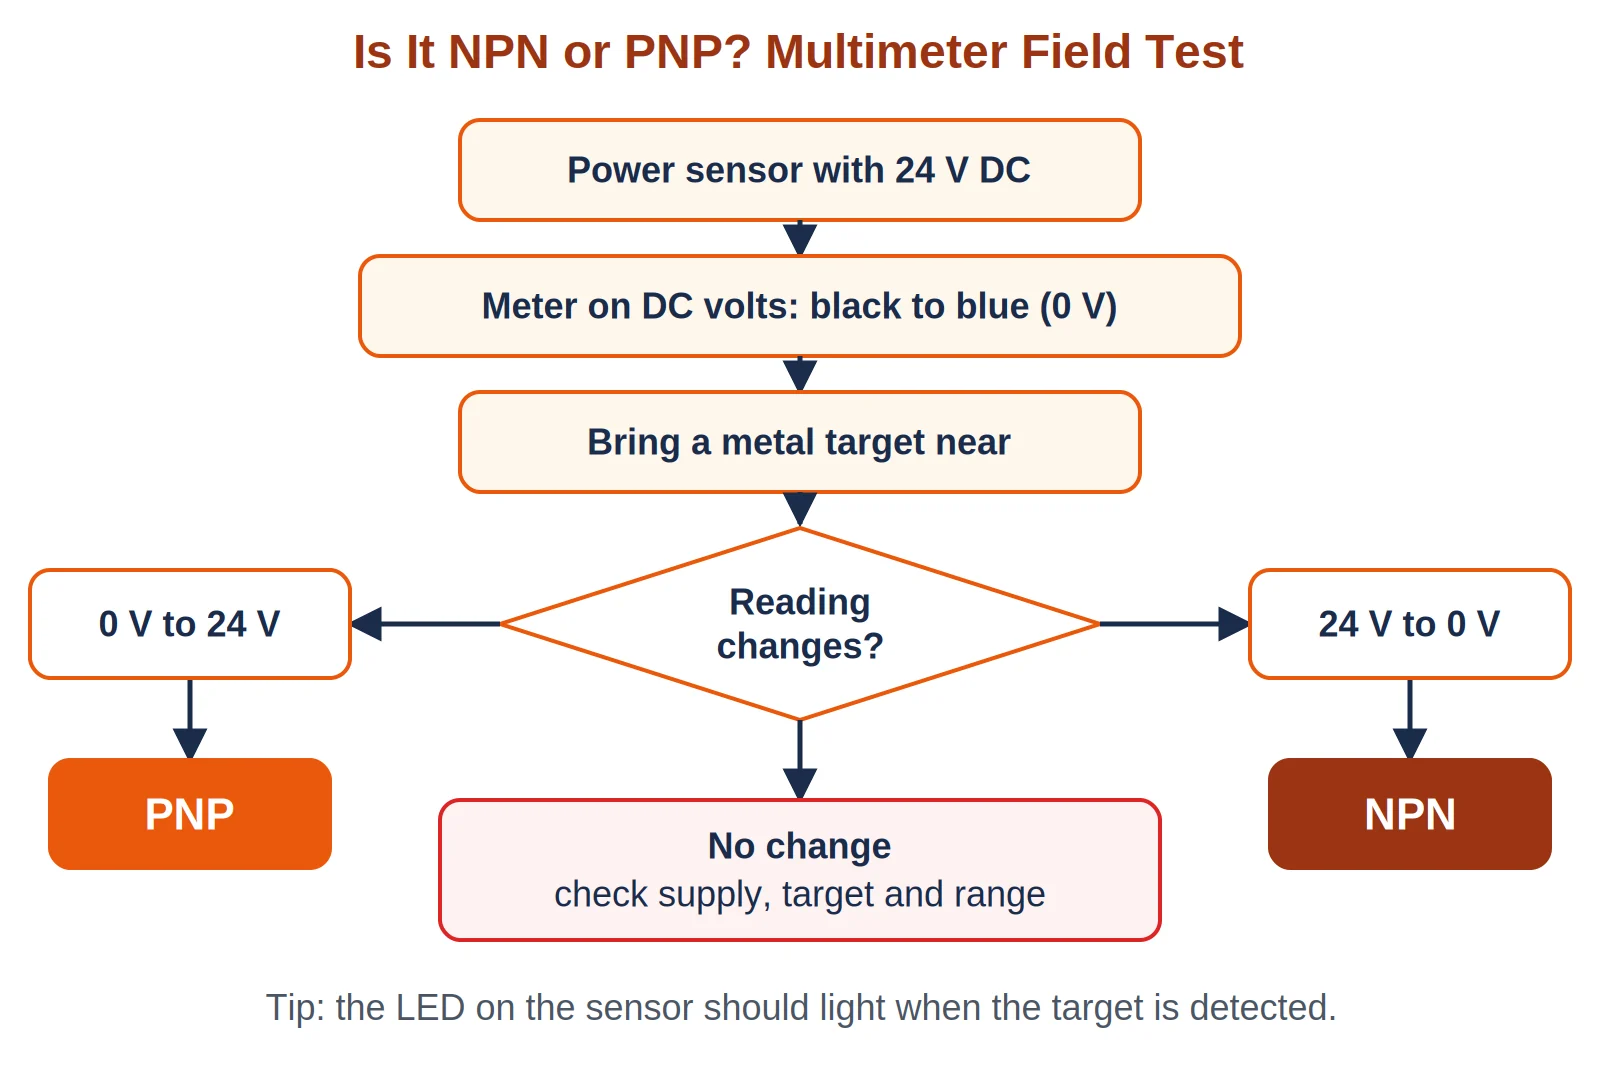 Is It NPN or PNP? Multimeter Field Test
Power sensor with 24 V DC
Meter on DC volts: black to blue (0 V)
Bring a metal target near
Reading
changes?
0 V to 24 V
24 V to 0 V
PNP
NPN
No change
check supply, target and range
Tip: the LED on the sensor should light when the target is detected.